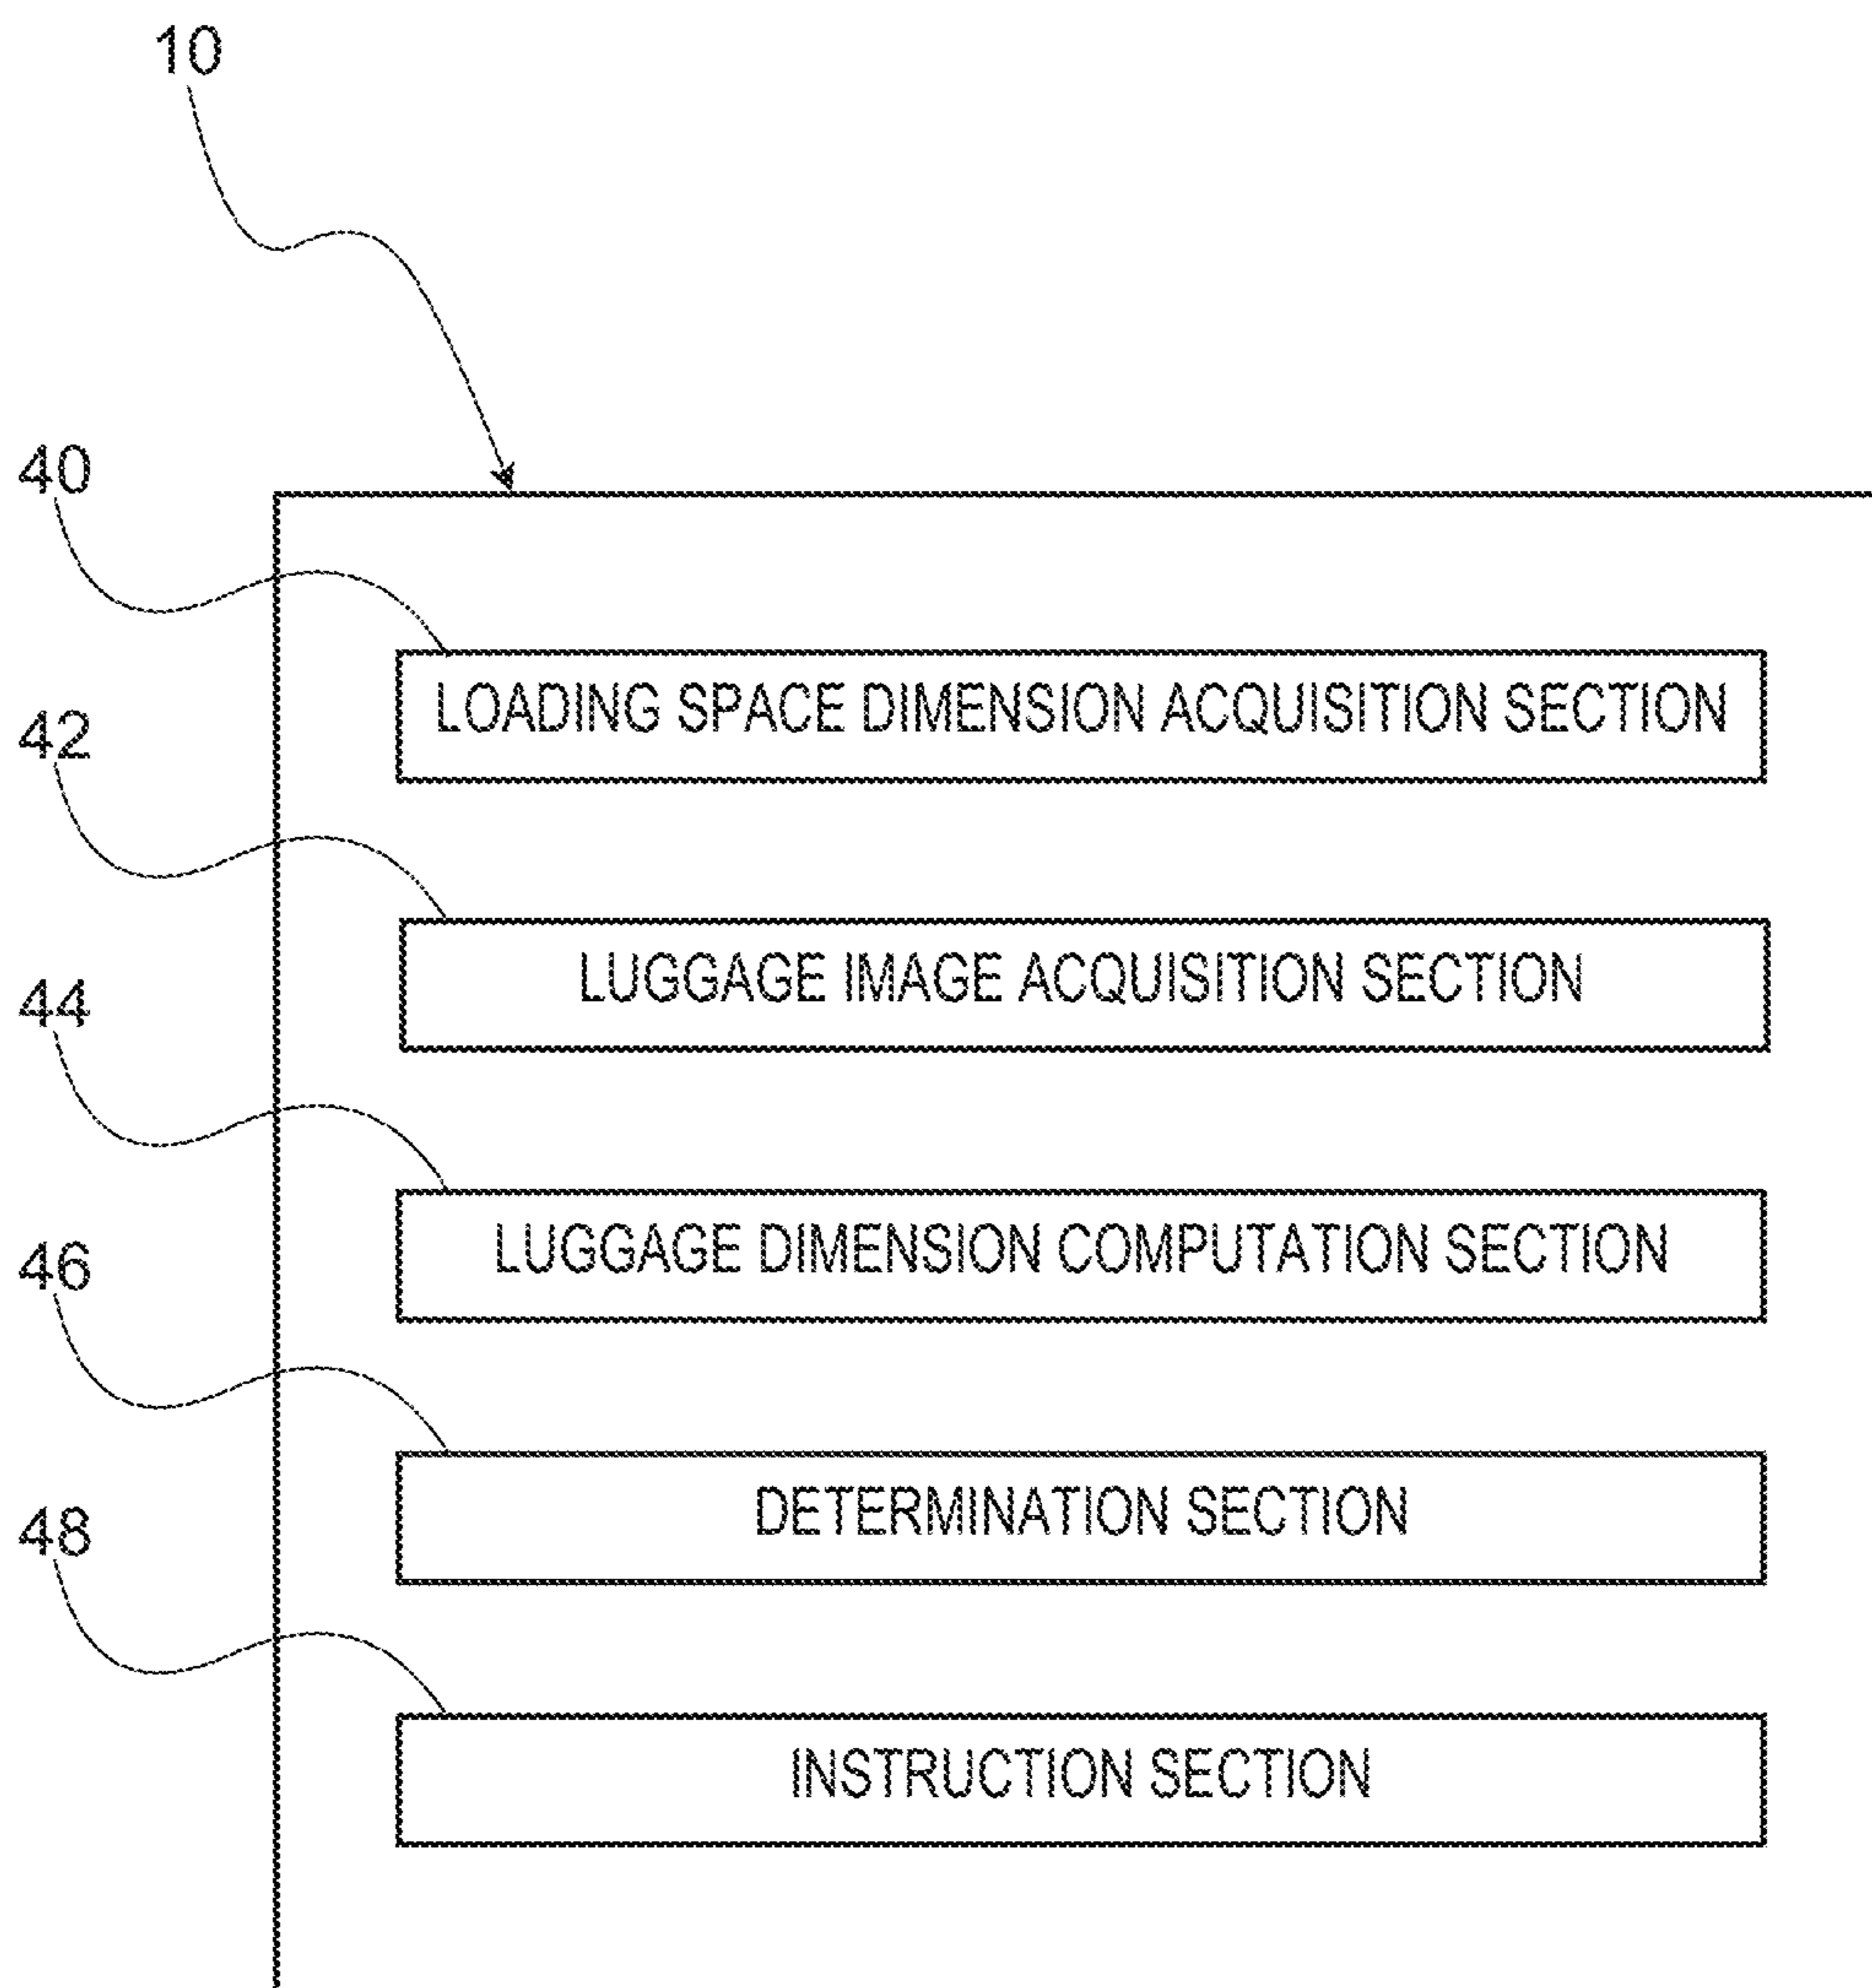 10
40
LOADING SPACE DIMENSION ACQUISITION SECTION
42
LUGGAGE IMAGE ACQUISITION SECTION
44
LUGGAGE DIMENSION COMPUTATION SECTION
46
DETERMINATION SECTION
48
INSTRUCTION SECTION